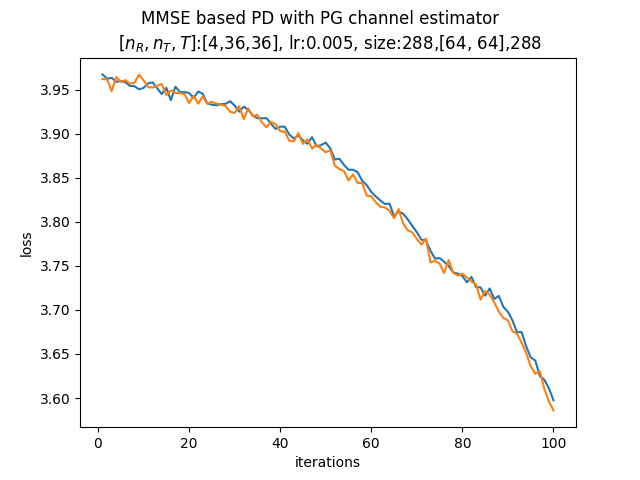 MMSE based PD with PG channel estimator
[n_R, n_T, T]:[4,36,36], lr:0.005, size:288,[64, 64],288
3.95
3.90
3.85
3.80
3.75
3.70
3.65
3.60
loss
0 20 40 60 80 100
iterations